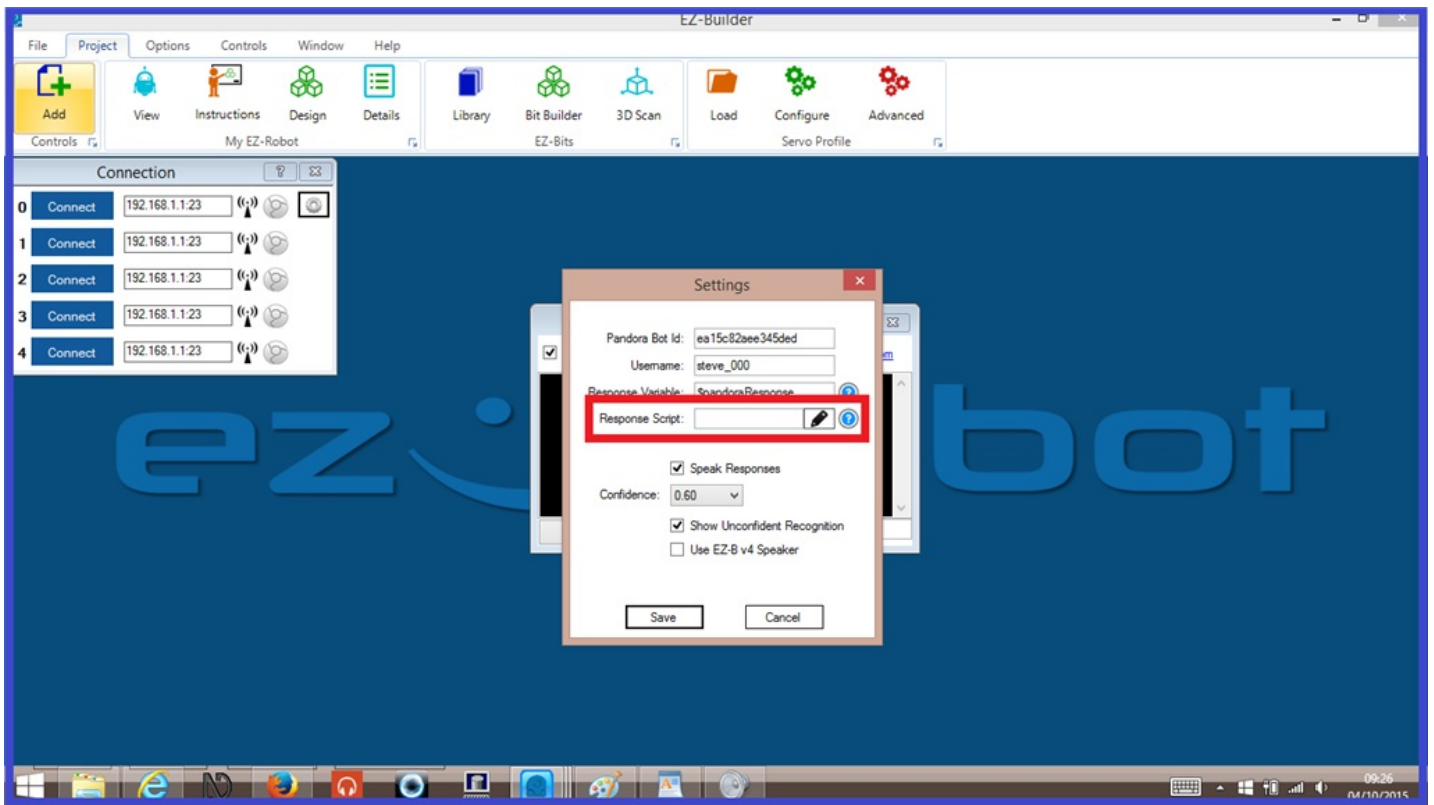 EZ-Builder
File Project Options Controls Window Help
Add View Instructions Design Details Library Bit Builder 3D Scan Load Configure Advanced
Controls My EZ-Robot EZ-Bits Servo Profile
Connection
0 Connect 192.168.1.1:23
1 Connect 192.168.1.1:23
2 Connect 192.168.1.1:23
3 Connect 192.168.1.1:23
4 Connect 192.168.1.1:23
ez bot
Settings
Pandora Bot Id: ea15c82aee345ded
Username: steve_000
Response Variable: $pandoraResponse
Response Script:
Speak Responses
Confidence: 0.60
Show Unconfident Recognition
Use EZ-B v4 Speaker
Save Cancel
09:26
04/10/2015